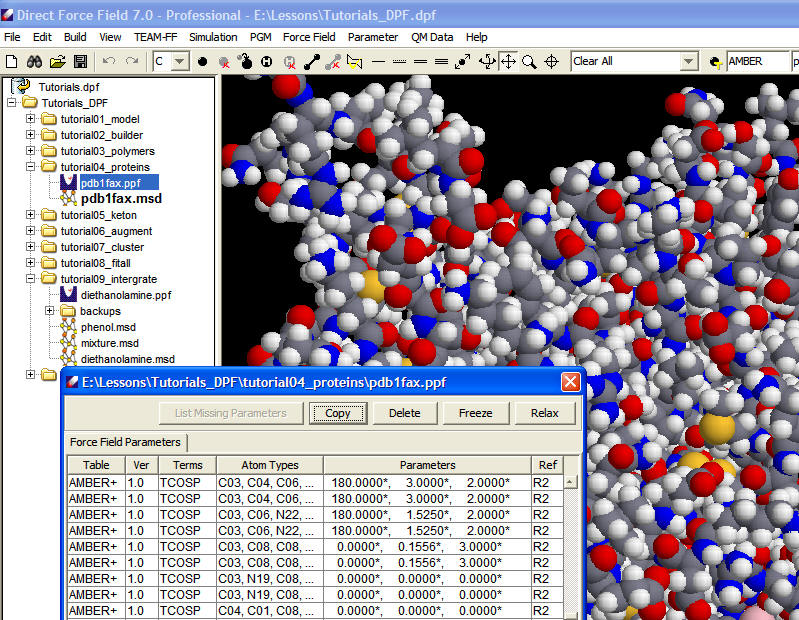 Direct Force Field 7.0 - Professional - E:\Lessons\Tutorials_DPF.dpf
File Edit Build View TEAM-FF Simulation PGM Force Field Parameter QM Data Help
C Clear All AMBER
Tutorials.dpf
Tutorials_DPF
tutorial01_model
tutorial02_builder
tutorial03_polymers
tutorial04_proteins
pdb1fax.ppf
pdb1fax.msd
tutorial05_keton
tutorial06_augment
tutorial07_cluster
tutorial08_fitall
tutorial09_intergrate
diethanolamine.ppf
backups
phenol.msd
mixture.msd
diethanolamine.msd
E:\Lessons\Tutorials_DPF\tutorial04_proteins\pdb1fax.ppf
List Missing Parameters Copy Delete Freeze Relax
Force Field Parameters
Table Ver Terms Atom Types Parameters Ref
AMBER+ 1.0 TCOSP C03, C04, C06, ... 180.0000*, 3.0000*, 2.0000* R2
AMBER+ 1.0 TCOSP C03, C04, C06, ... 180.0000*, 3.0000*, 2.0000* R2
AMBER+ 1.0 TCOSP C03, C06, N22, ... 180.0000*, 1.5250*, 2.0000* R2
AMBER+ 1.0 TCOSP C03, C06, N22, ... 180.0000*, 1.5250*, 2.0000* R2
AMBER+ 1.0 TCOSP C03, C08, C08, ... 0.0000*, 0.1556*, 3.0000* R2
AMBER+ 1.0 TCOSP C03, C08, C08, ... 0.0000*, 0.1556*, 3.0000* R2
AMBER+ 1.0 TCOSP C03, N19, C08, ... 0.0000*, 0.0000*, 0.0000* R2
AMBER+ 1.0 TCOSP C03, N19, C08, ... 0.0000*, 0.0000*, 0.0000* R2
AMBER+ 1.0 TCOSP C04, C01, C08, ... 0.0000*, 0.0000*, 0.0000* R2